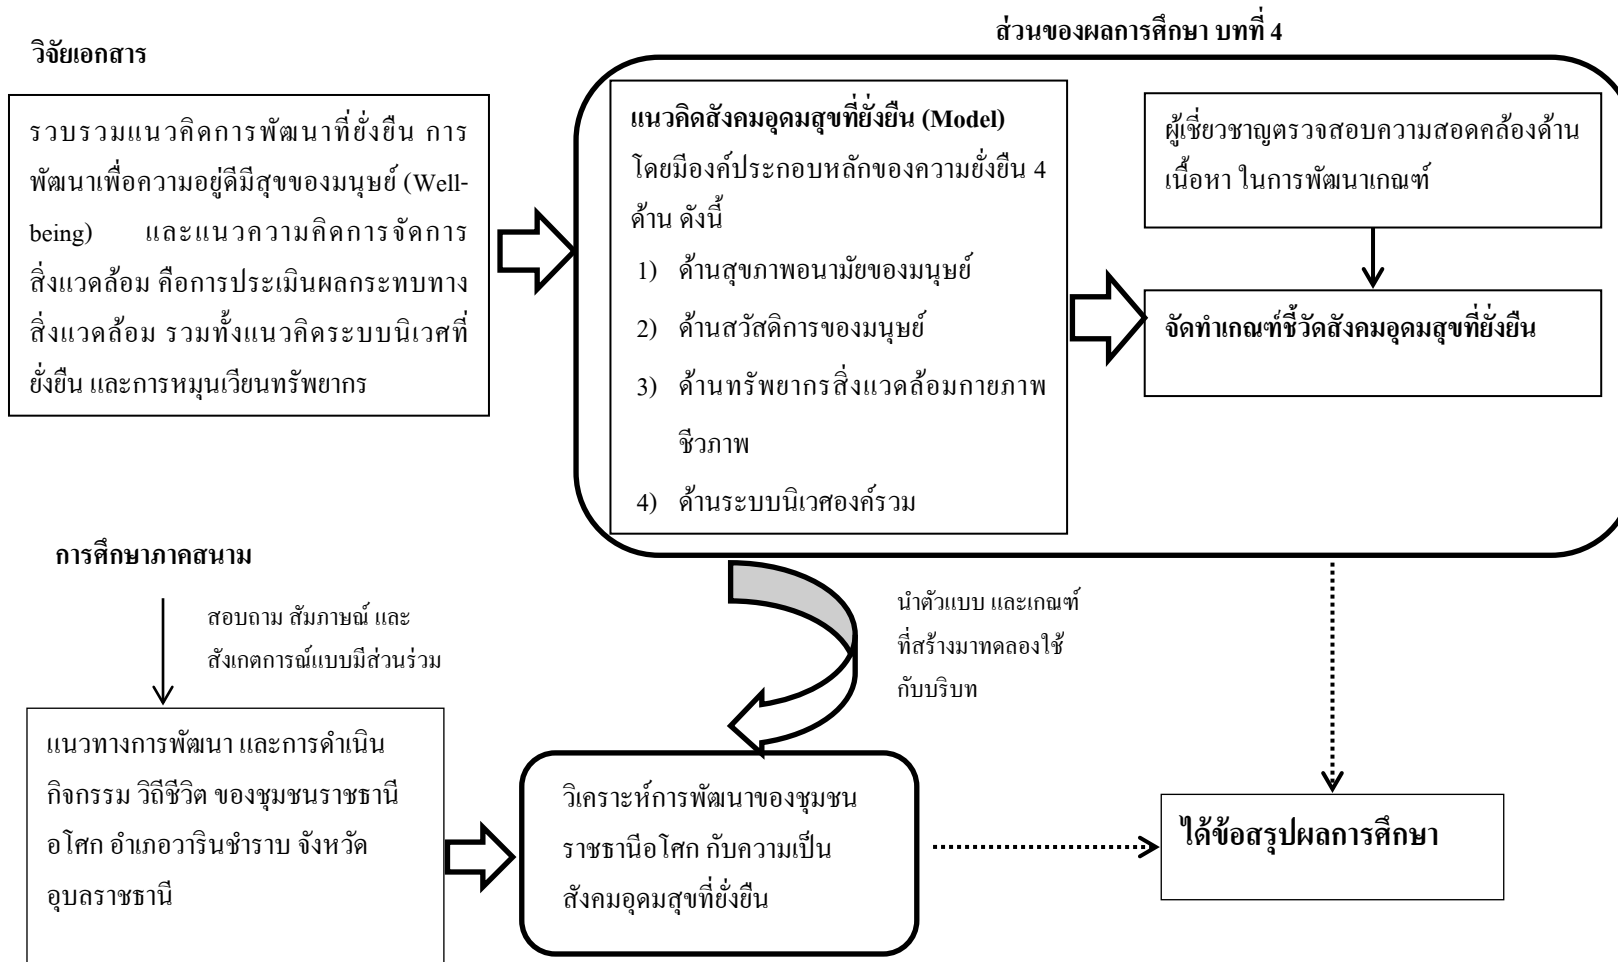 ส่วนของผลการศึกษา บทที่ 4
วิจัยเอกสาร
รวบรวมแนวคิดการพัฒนาที่ยั่งยืน การ
พัฒนาเพื่อความอยู่ดีมีสุขของมนุษย์ (Well-
being) และแนวความคิดการจัดการ
สิ่งแวดล้อม คือการประเมินผลกระทบทาง
สิ่งแวดล้อม รวมทั้งแนวคิดระบบนิเวศที่
ยั่งยืน และการหมุนเวียนทรัพยากร
แนวคิดสังคมอุดมสุขที่ยั่งยืน (Model)
โดยมีองค์ประกอบหลักของความยั่งยืน 4
ด้าน ดังนี้
1) ด้านสุขภาพอนามัยของมนุษย์
2) ด้านสวัสดิการของมนุษย์
3) ด้านทรัพยากรสิ่งแวดล้อมกายภาพ
ชีวภาพ
4) ด้านระบบนิเวศองค์รวม
ผู้เชี่ยวชาญตรวจสอบความสอดคล้องด้าน
เนื้อหา ในการพัฒนาเกณฑ์
จัดทำเกณฑ์ชี้วัดสังคมอุดมสุขที่ยั่งยืน
การศึกษาภาคสนาม
สอบถาม สัมภาษณ์ และ
สังเกตการณ์แบบมีส่วนร่วม
นำตัวแบบ และเกณฑ์
ที่สร้างมาทดลองใช้
กับบริบท
แนวทางการพัฒนา และการดำเนิน
กิจกรรม วิถีชีวิต ของชุมชนราชธานี
อโศก อำเภอวารินชำราบ จังหวัด
อุบลราชธานี
วิเคราะห์การพัฒนาของชุมชน
ราชธานีอโศก กับความเป็น
สังคมอุดมสุขที่ยั่งยืน
ได้ข้อสรุปผลการศึกษา